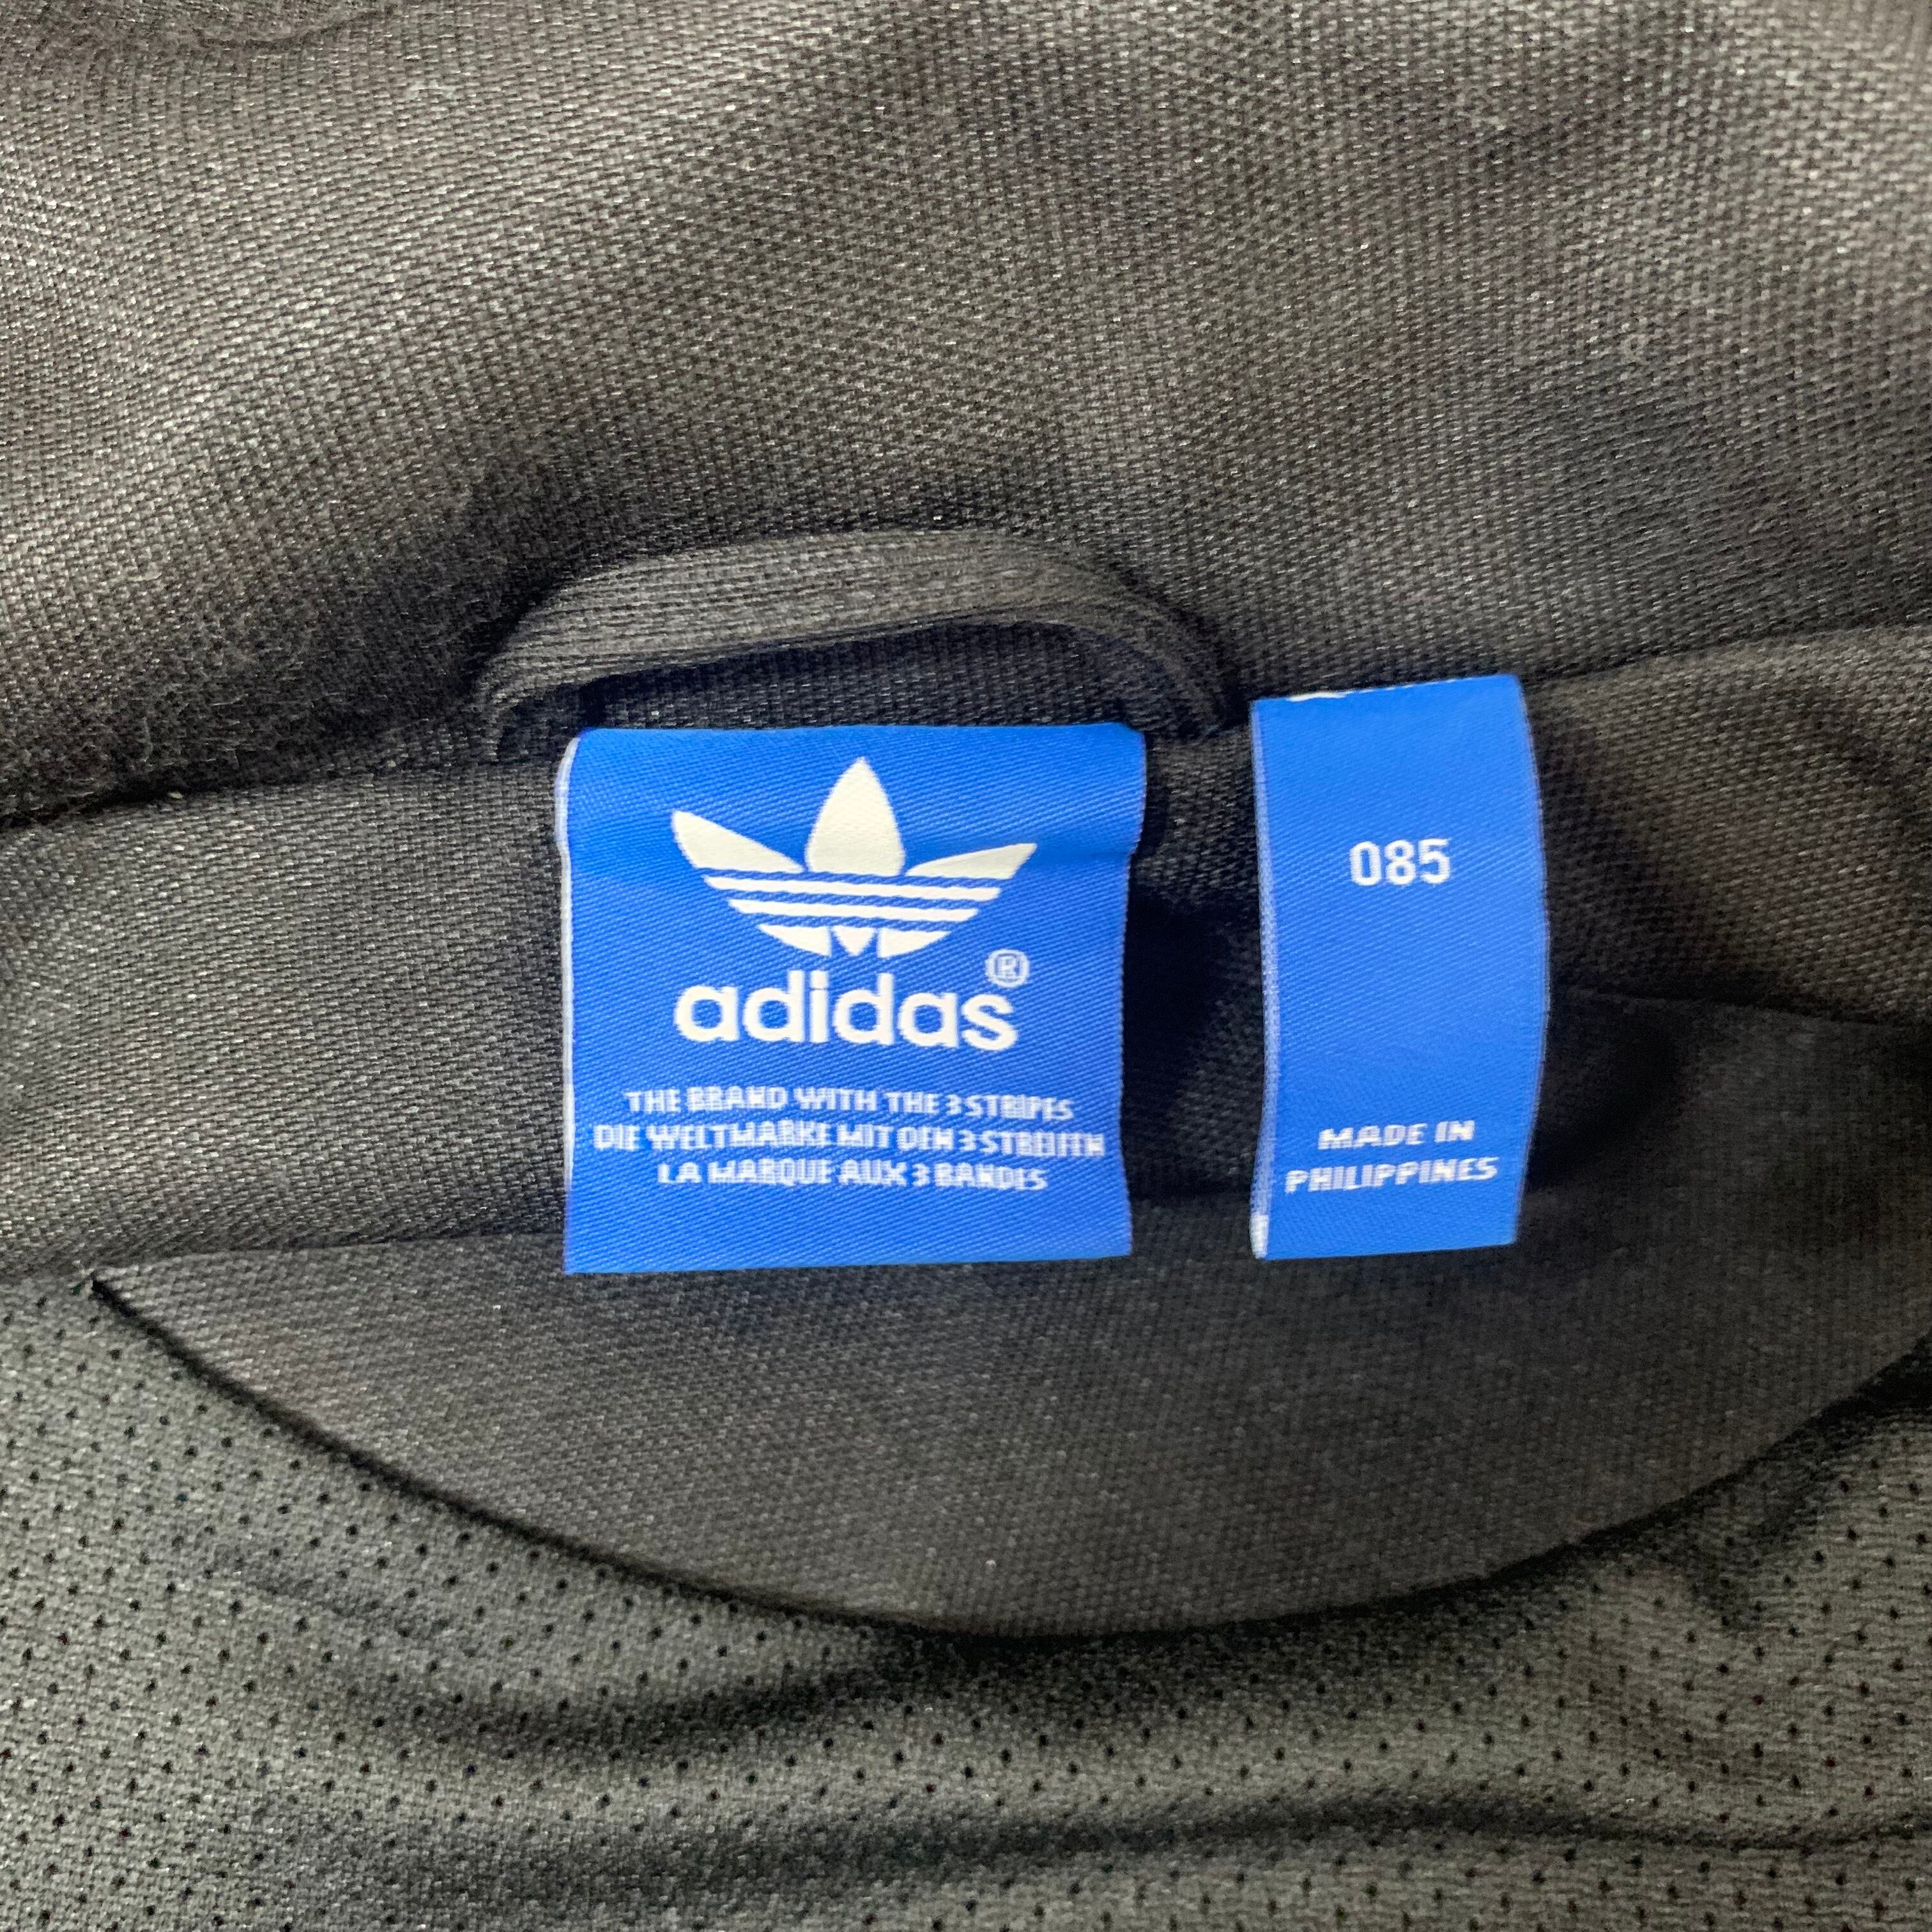 adidas®
THE BRAND WITH THE 3 STRIPES
DIE WELTMARKE MIT DEN 3 STREIFEN
LA MARQUE AUX 3 BANDES
085
MADE IN
PHILIPPINES